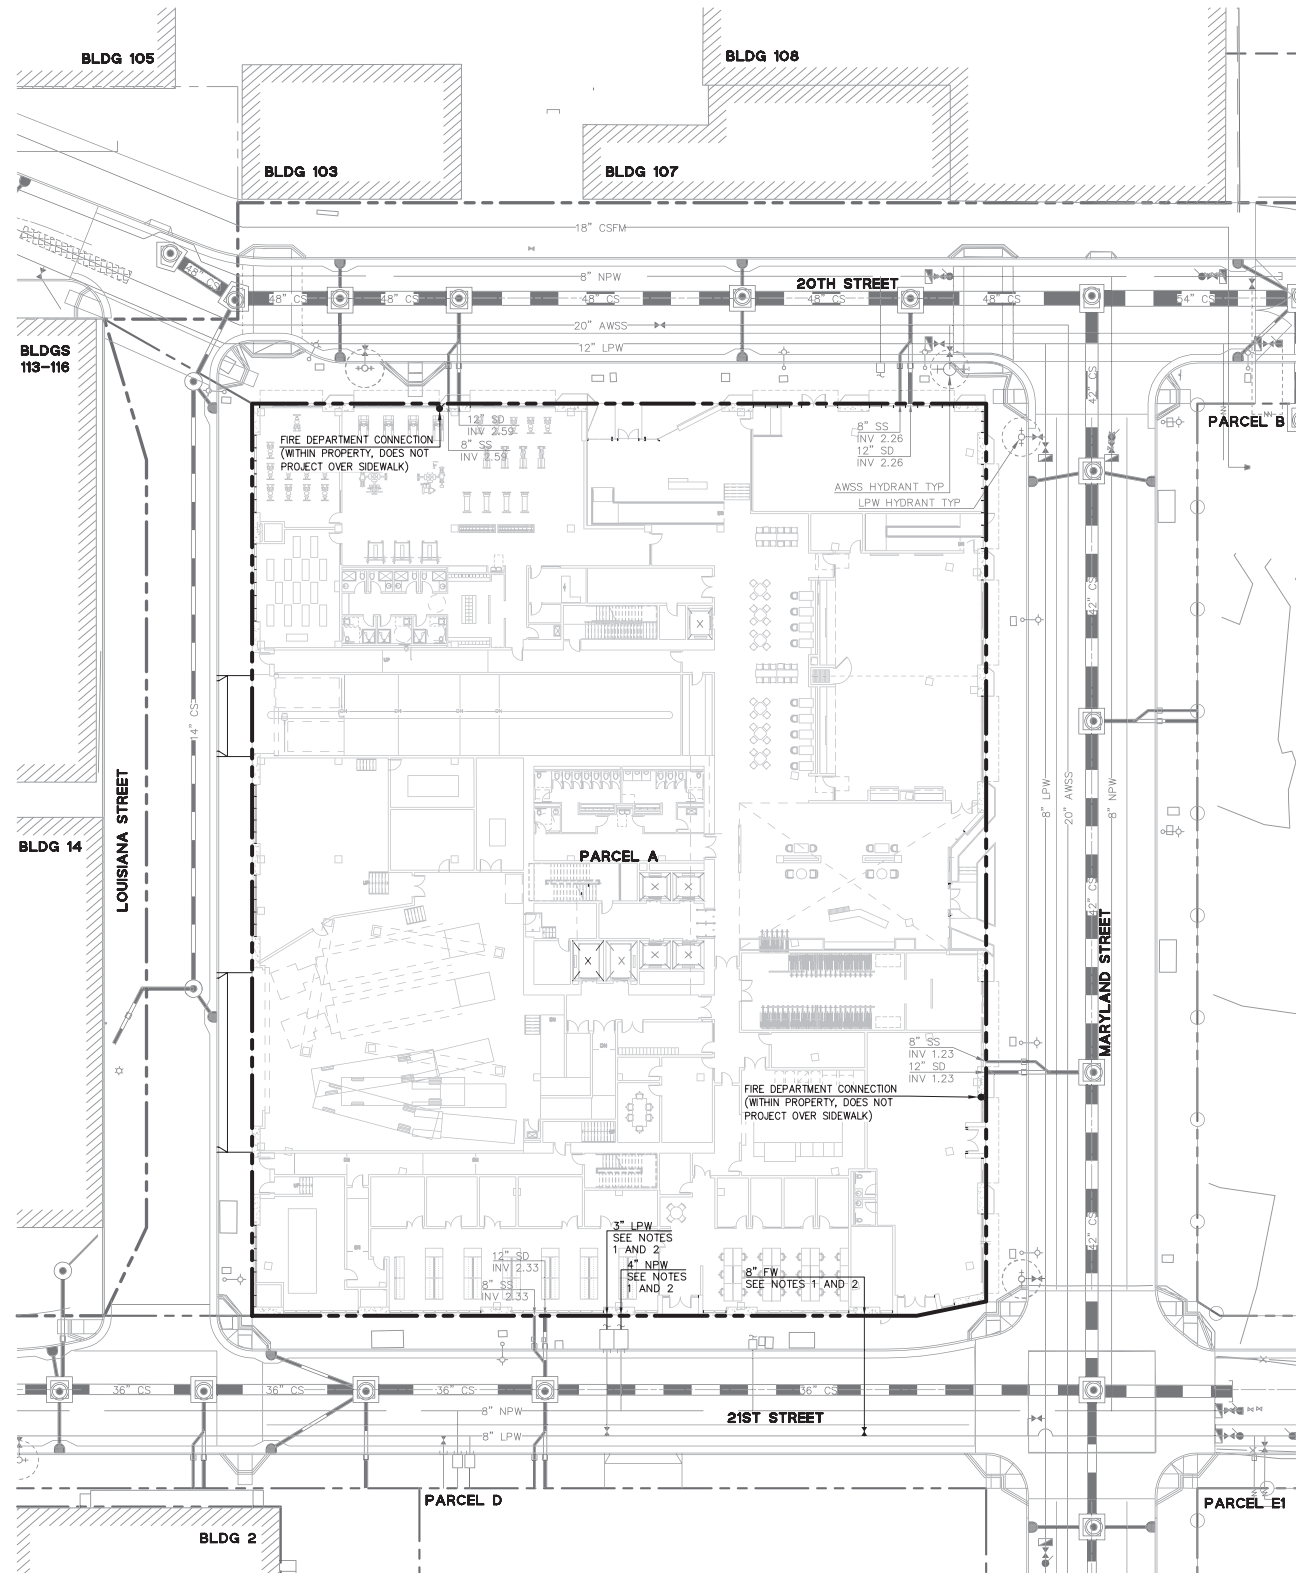 BLDG 105
BLDG 108
BLDG 103
BLDG 107
18" CSFM
48" CS
8" NPW
20TH STREET
48" CS
48" CS
48" CS
48" CS
48" CS
54" CS
20" AWSS
12" LPW
BLDGS
113-116
42" CS
PARCEL B
12" SD
INV 2.59
8" SS
INV 2.59
FIRE DEPARTMENT CONNECTION
(WITHIN PROPERTY, DOES NOT
PROJECT OVER SIDEWALK)
8" SS
INV 2.26
12" SD
INV 2.26
AWSS HYDRANT TYP
LPW HYDRANT TYP
42" CS
14" CS
LOUISIANA STREET
8" LPW
20" AWSS
8" NPW
BLDG 14
PARCEL A
42" CS
MARYLAND STREET
8" SS
INV 1.23
12" SD
INV 1.23
FIRE DEPARTMENT CONNECTION
(WITHIN PROPERTY, DOES NOT
PROJECT OVER SIDEWALK)
42" CS
3" LPW
SEE NOTES
1 AND 2
4" NPW
SEE NOTES
1 AND 2
12" SD
INV 2.33
8" SS
INV 2.33
8" FW
SEE NOTES 1 AND 2
36" CS
36" CS
36" CS
36" CS
8" NPW
21ST STREET
8" LPW
PARCEL D
PARCEL E1
BLDG 2